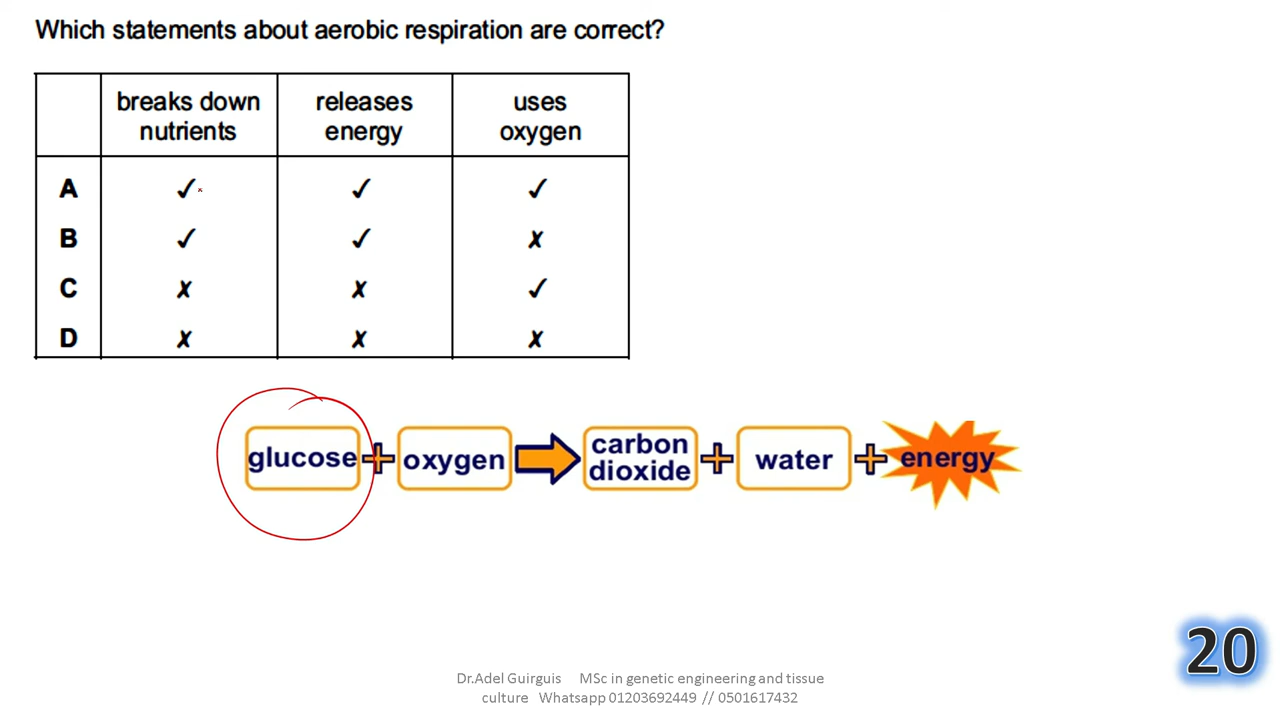 Which statements about aerobic respiration are correct?
breaks down nutrients releases energy uses oxygen
A ✓ ✓ ✓
B ✓ ✓ ✗
C ✗ ✗ ✓
D ✗ ✗ ✗
glucose + oxygen carbon dioxide + water + energy
20
Dr.Adel Guirguis MSc in genetic engineering and tissue
culture Whatsapp 01203692449 // 0501617432